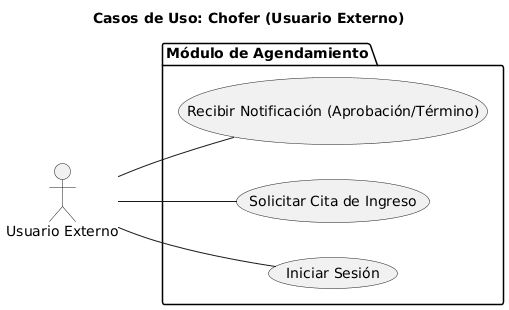 Casos de Uso: Chofer (Usuario Externo)
Módulo de Agendamiento
Recibir Notificación (Aprobación/Término)
Solicitar Cita de Ingreso
Usuario Externo
Iniciar Sesión